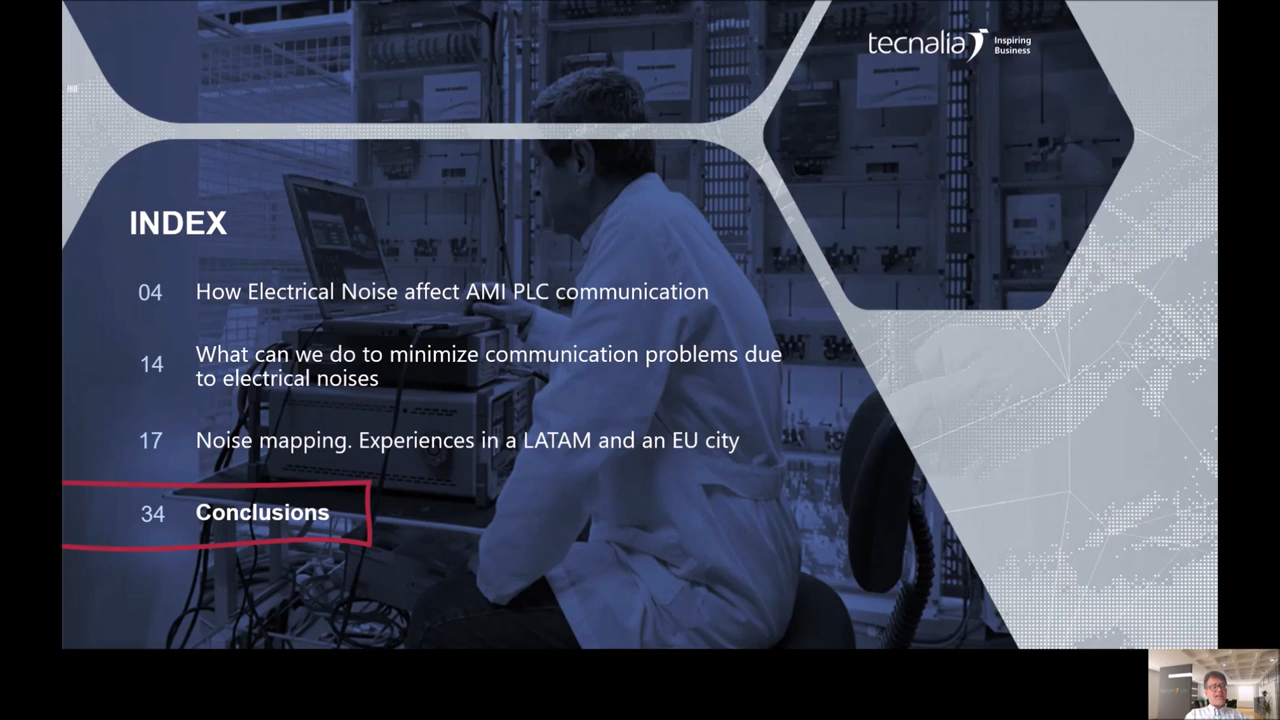 tecnalia Inspiring
Business
INDEX
04 How Electrical Noise affect AMI PLC communication
14 What can we do to minimize communication problems due
to electrical noises
17 Noise mapping. Experiences in a LATAM and an EU city
34 Conclusions